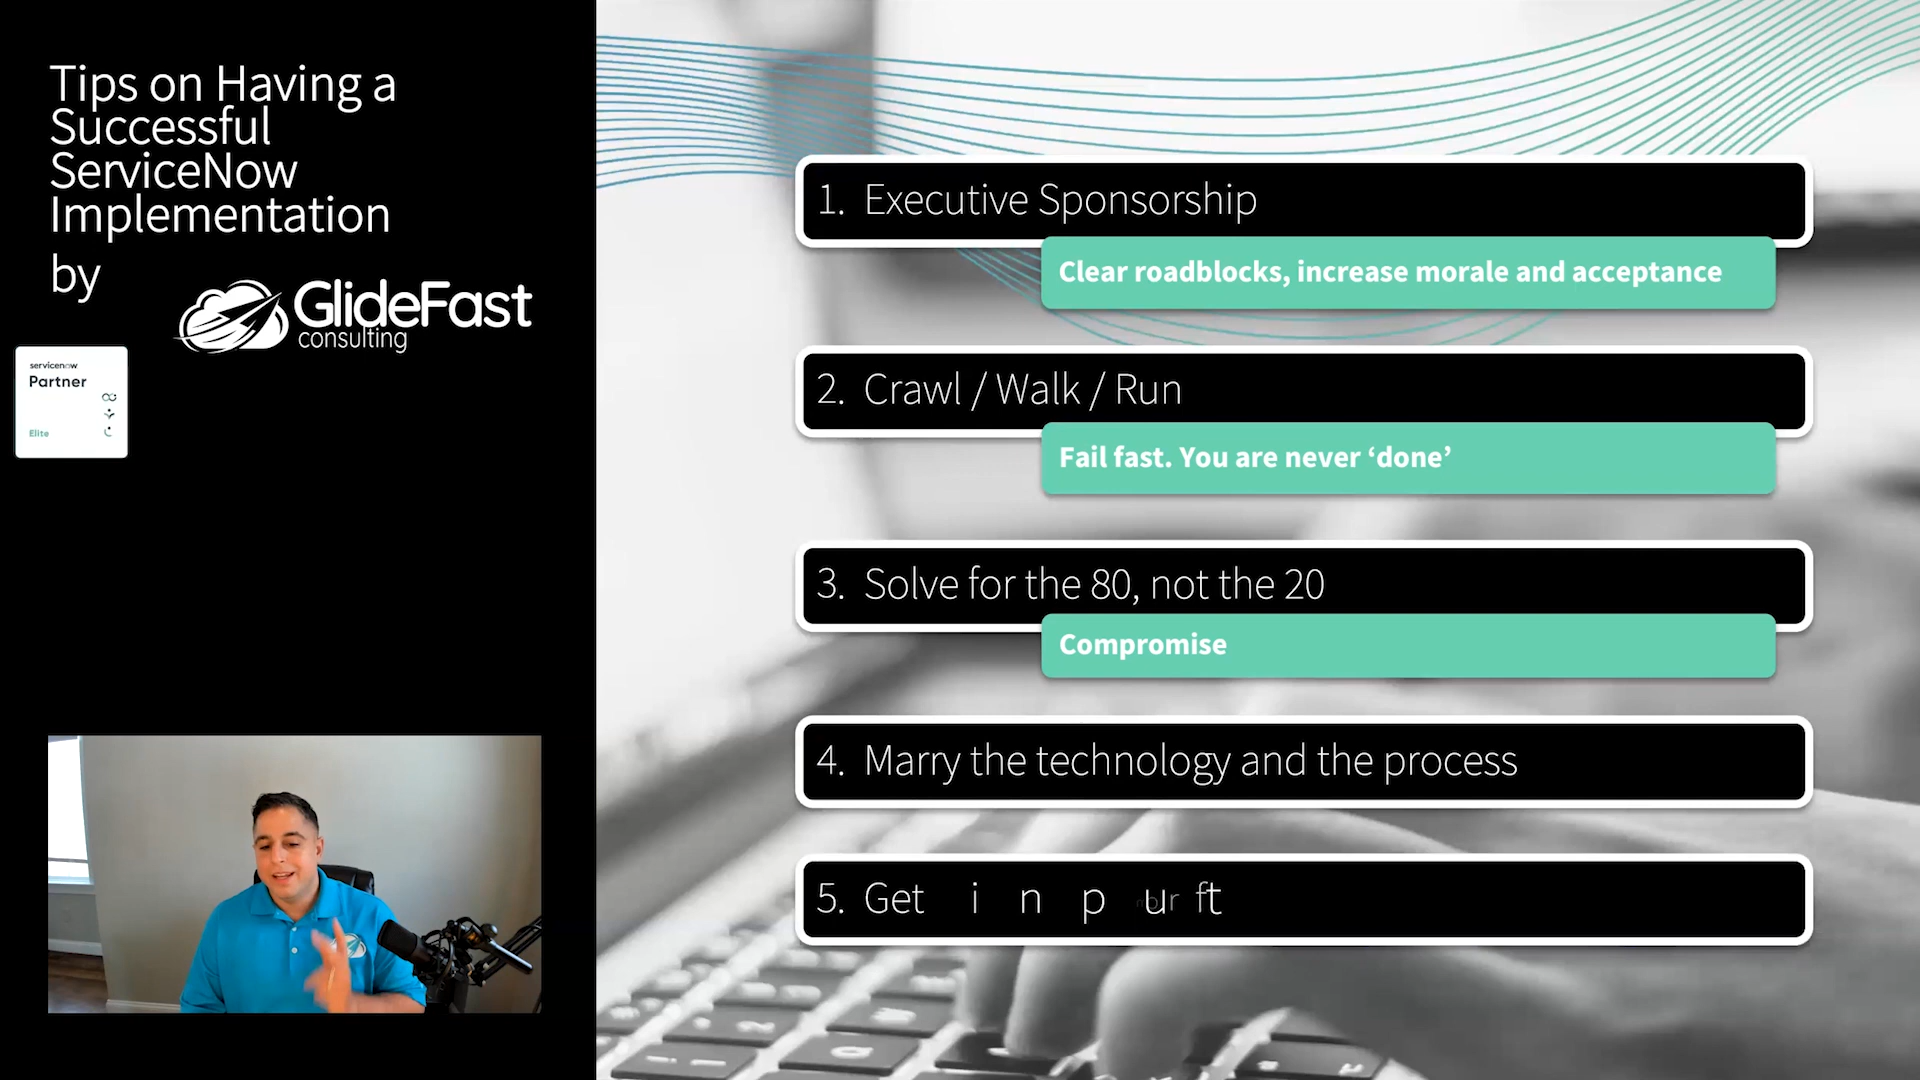 Tips on Having a
Successful
ServiceNow
Implementation
by
GlideFast
consulting
servicenow
Partner
Elite
1. Executive Sponsorship
Clear roadblocks, increase morale and acceptance
2. Crawl / Walk / Run
Fail fast. You are never ‘done’
3. Solve for the 80, not the 20
Compromise
4. Marry the technology and the process
5. Get